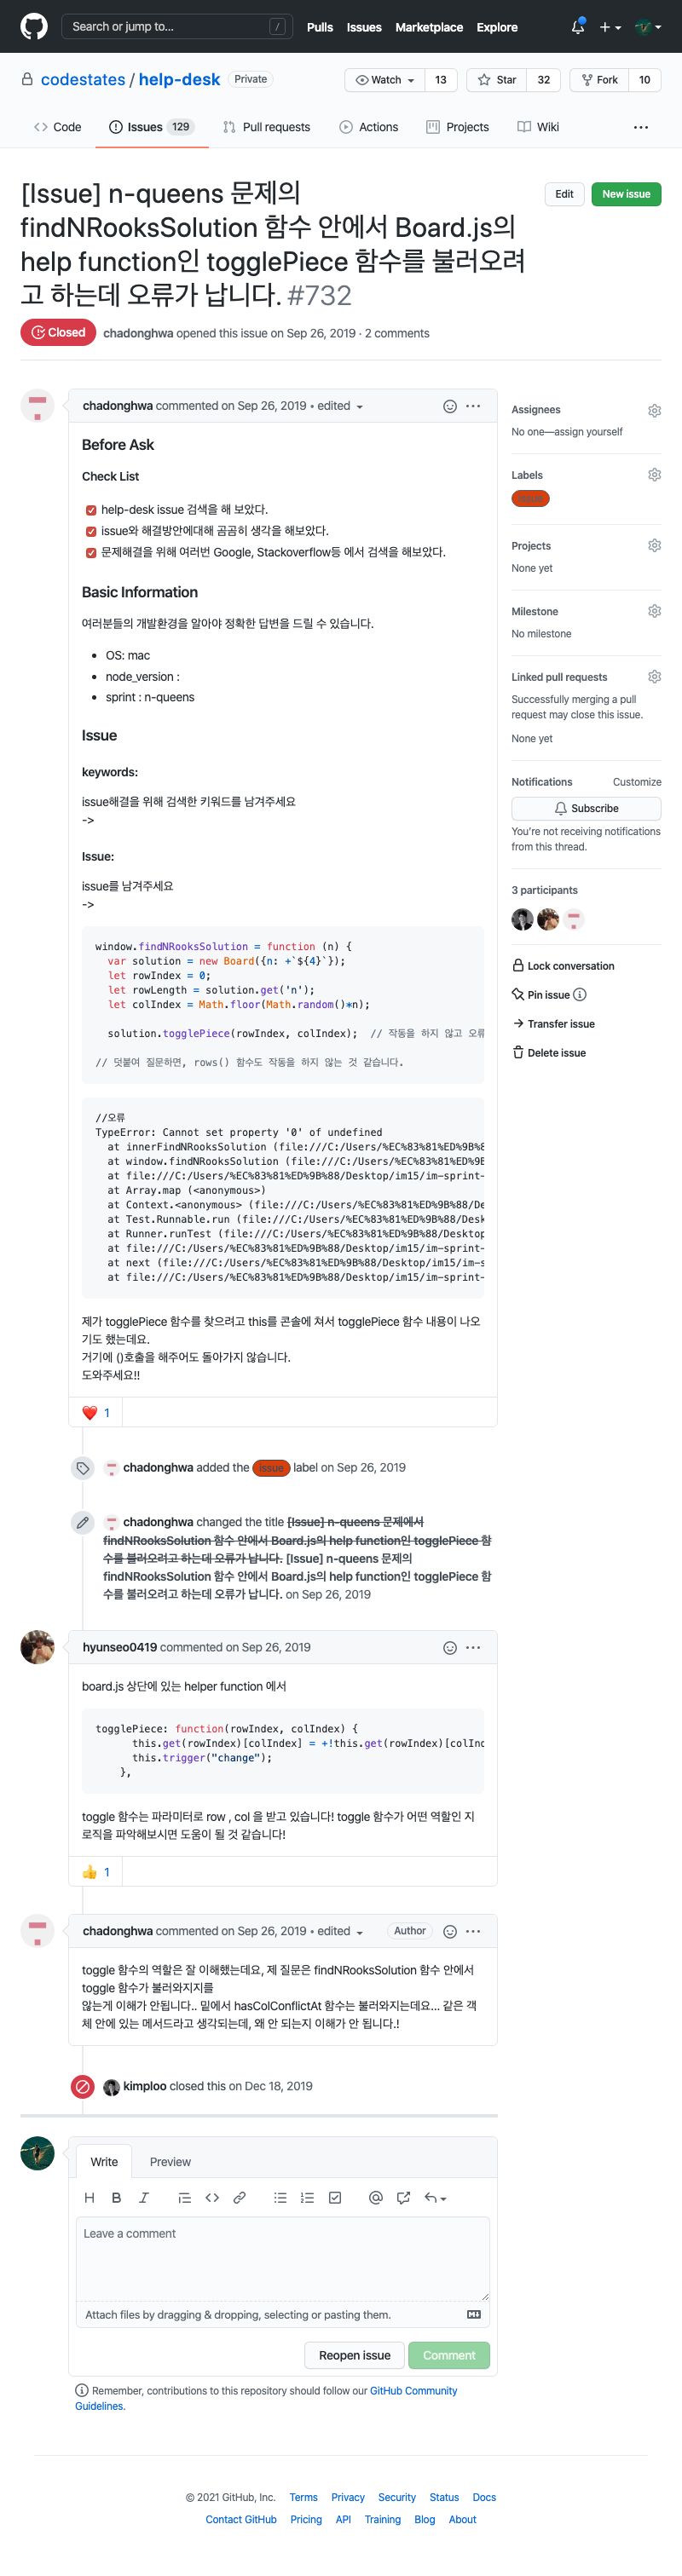 Search or jump to...
/
Pulls
Issues
Marketplace
Explore
codestates / help-desk
Private
Watch
13
Star
32
Fork
10
Code
Issues
129
Pull requests
Actions
Projects
Wiki
[Issue] n-queens 문제의
findNRooksSolution 함수 안에서 Board.js의
help function인 togglePiece 함수를 불러오려
고 하는데 오류가 납니다. #732
Edit
New issue
Closed
chadonghwa opened this issue on Sep 26, 2019 · 2 comments
chadonghwa commented on Sep 26, 2019 • edited
Before Ask
Check List
help-desk issue 검색을 해 보았다.
issue와 해결방안에대해 곰곰히 생각을 해보았다.
문제해결을 위해 여러번 Google, Stackoverflow등 에서 검색을 해보았다.
Basic Information
여러분들의 개발환경을 알아야 정확한 답변을 드릴 수 있습니다.
• OS: mac
• node_version :
• sprint : n-queens
Issue
keywords:
issue해결을 위해 검색한 키워드를 남겨주세요
->
Issue:
issue를 남겨주세요
->
window.findNRooksSolution = function (n) {
var solution = new Board({n: +`${4}`});
let rowIndex = 0;
let rowLength = solution.get('n');
let colIndex = Math.floor(Math.random()*n);
solution.togglePiece(rowIndex, colIndex);  // 작동을 하지 않고 오류
// 덧붙여 질문하면, rows() 함수도 작동을 하지 않는 것 같습니다.
//오류
TypeError: Cannot set property '0' of undefined
at innerFindNRooksSolution (file:///C:/Users/%EC%83%81%ED%9B%8
at window.findNRooksSolution (file:///C:/Users/%EC%83%81%ED%9B
at file:///C:/Users/%EC%83%81%ED%9B%88/Desktop/im15/im-sprint-
at Array.map (<anonymous>)
at Context.<anonymous> (file:///C:/Users/%EC%83%81%ED%9B%88/De
at Test.Runnable.run (file:///C:/Users/%EC%83%81%ED%9B%88/Desk
at Runner.runTest (file:///C:/Users/%EC%83%81%ED%9B%88/Desktop
at file:///C:/Users/%EC%83%81%ED%9B%88/Desktop/im15/im-sprint-
at next (file:///C:/Users/%EC%83%81%ED%9B%88/Desktop/im15/im-s
at file:///C:/Users/%EC%83%81%ED%9B%88/Desktop/im15/im-sprint-
제가 togglePiece 함수를 찾으려고 this를 콘솔에 쳐서 togglePiece 함수 내용이 나오
기도 했는데요.
거기에 ()호출을 해주어도 돌아가지 않습니다.
도와주세요!!
1
Assignees
No one—assign yourself
Labels
issue
Projects
None yet
Milestone
No milestone
Linked pull requests
Successfully merging a pull
request may close this issue.
None yet
Notifications
Customize
Subscribe
You're not receiving notifications
from this thread.
3 participants
Lock conversation
Pin issue
Transfer issue
Delete issue
chadonghwa added the issue label on Sep 26, 2019
chadonghwa changed the title [Issue] n-queens 문제에서
findNRooksSolution 함수 안에서 Board.js의 help function인 togglePiece 함
수를 불러오려고 하는데 오류가 납니다. [Issue] n-queens 문제의
findNRooksSolution 함수 안에서 Board.js의 help function인 togglePiece 함
수를 불러오려고 하는데 오류가 납니다. on Sep 26, 2019
hyunseo0419 commented on Sep 26, 2019
board.js 상단에 있는 helper function 에서
togglePiece: function(rowIndex, colIndex) {
this.get(rowIndex)[colIndex] = +!this.get(rowIndex)[colInd
this.trigger("change");
},
toggle 함수는 파라미터로 row , col 을 받고 있습니다! toggle 함수가 어떤 역할인 지
로직을 파악해보시면 도움이 될 것 같습니다!
1
chadonghwa commented on Sep 26, 2019 • edited
Author
toggle 함수의 역할은 잘 이해했는데요, 제 질문은 findNRooksSolution 함수 안에서
toggle 함수가 불러와지지를
않는게 이해가 안됩니다.. 밑에서 hasColConflictAt 함수는 불러와지는데요... 같은 객
체 안에 있는 메서드라고 생각되는데, 왜 안 되는지 이해가 안 됩니다.!
kimploo closed this on Dec 18, 2019
Write
Preview
Leave a comment
Attach files by dragging & dropping, selecting or pasting them.
Reopen issue
Comment
Remember, contributions to this repository should follow our GitHub Community
Guidelines.
© 2021 GitHub, Inc.
Terms
Privacy
Security
Status
Docs
Contact GitHub
Pricing
API
Training
Blog
About